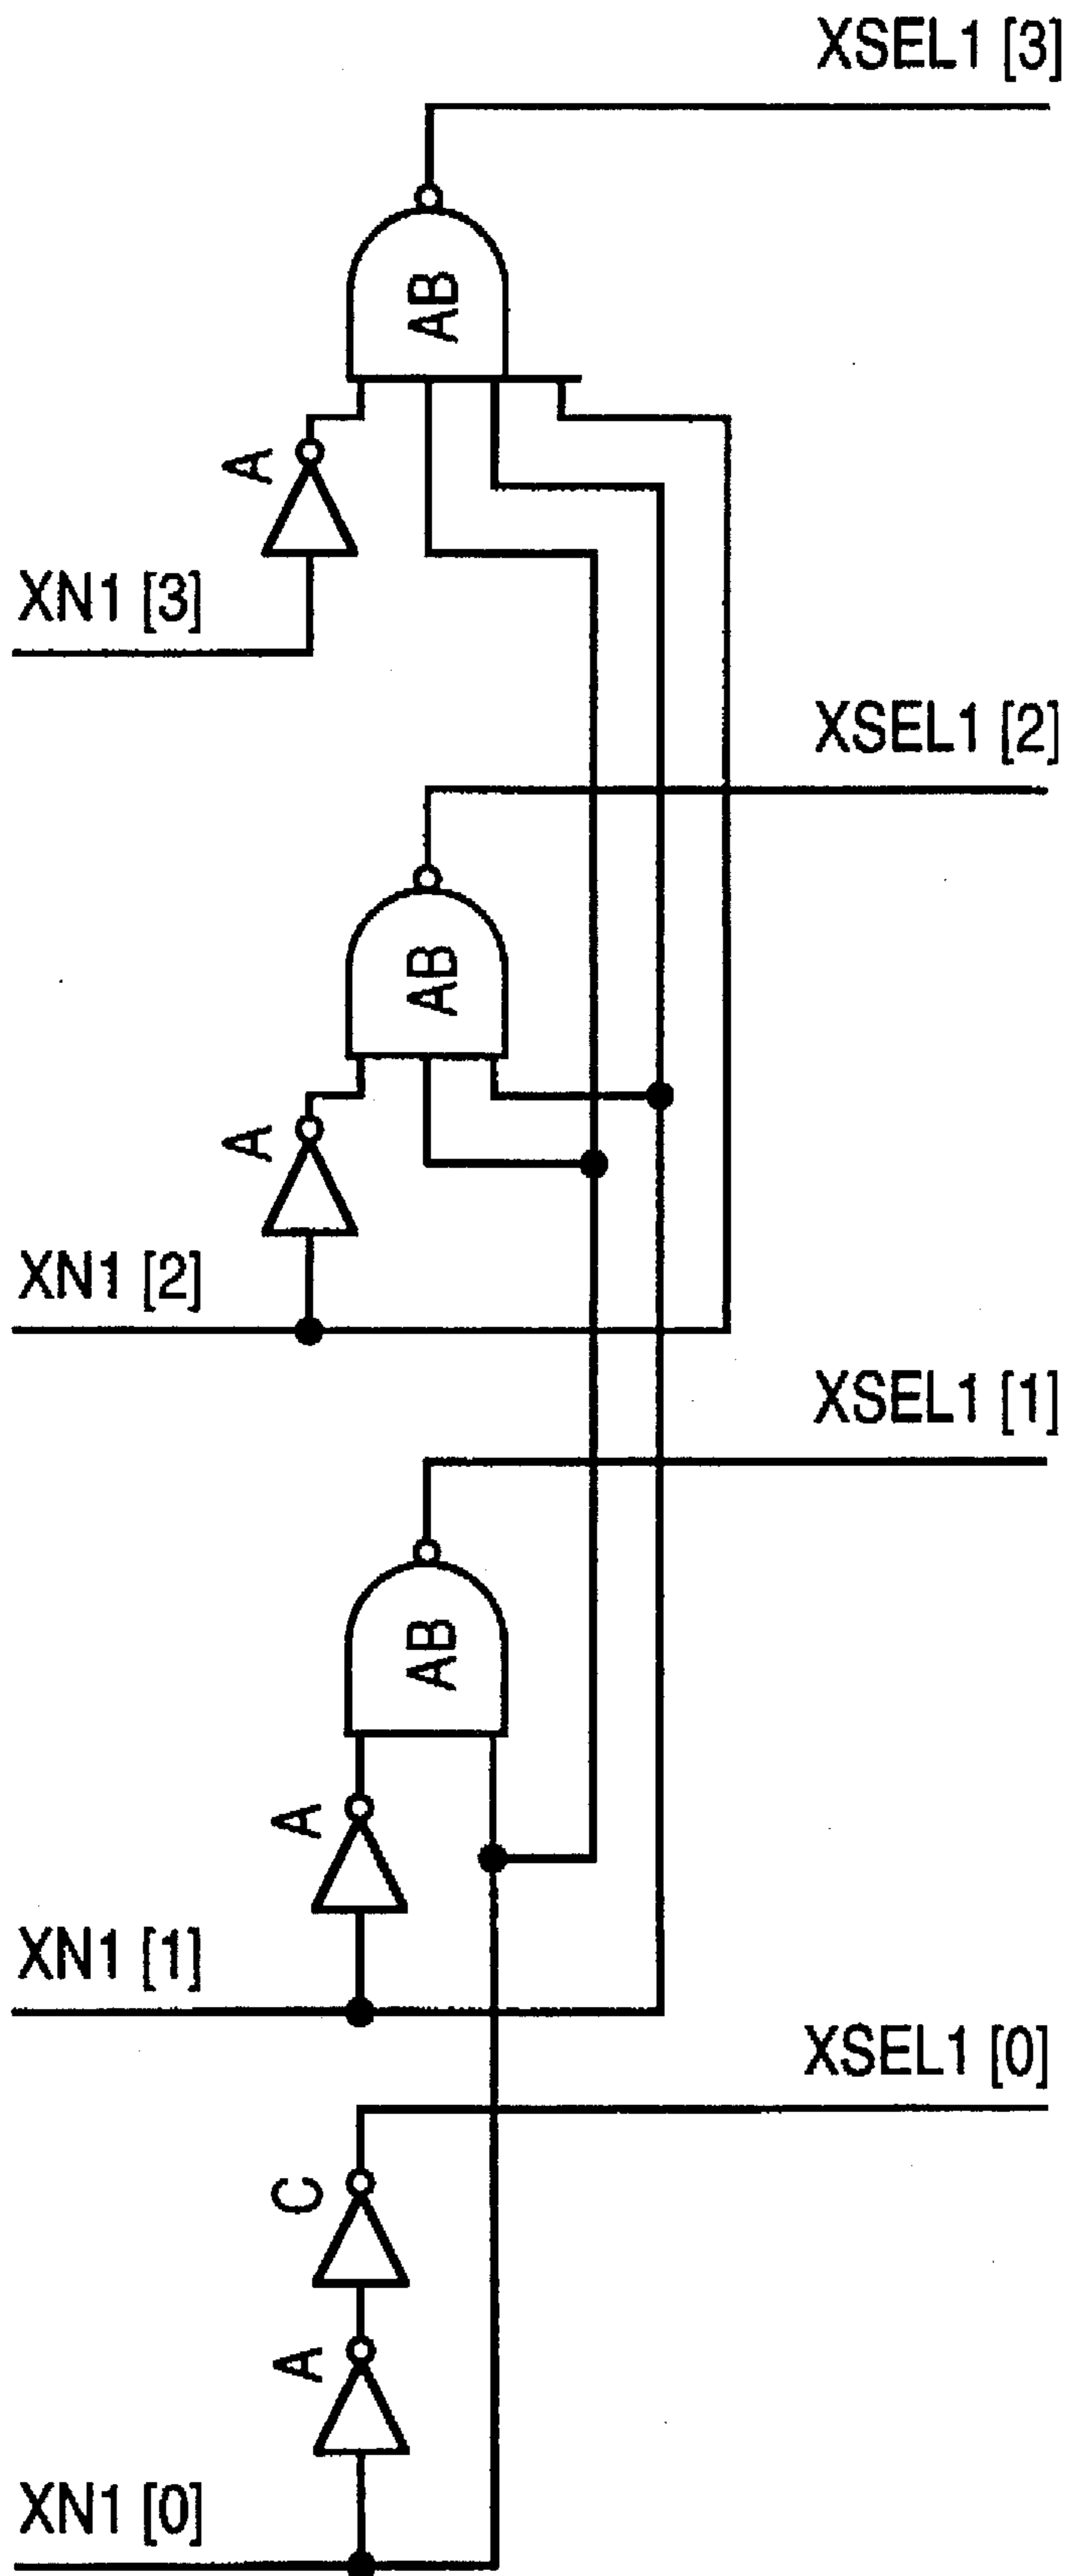 XSEL1 [3]
AB
A
XN1 [3]
XSEL1 [2]
AB
A
XN1 [2]
XSEL1 [1]
AB
A
XN1 [1]
XSEL1 [0]
C
A
XN1 [0]